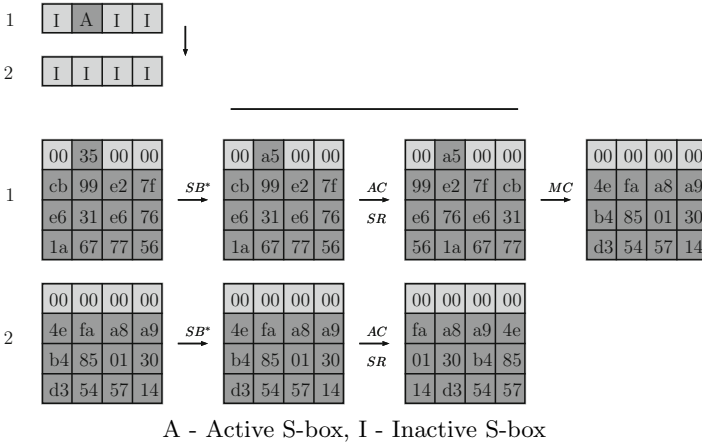 1 I A I I
2 I I I I
00 35 00 00 00 a5 00 00 00 a5 00 00 00 00 00 00
1 cb 99 e2 7f SB* cb 99 e2 7f AC 99 e2 7f cb MC 4e fa a8 a9
e6 31 e6 76 e6 31 e6 76 SR e6 76 e6 31 b4 85 01 30
1a 67 77 56 1a 67 77 56 56 1a 67 77 d3 54 57 14
00 00 00 00 00 00 00 00 00 00 00 00
2 4e fa a8 a9 SB* 4e fa a8 a9 AC fa a8 a9 4e
b4 85 01 30 b4 85 01 30 SR 01 30 b4 85
d3 54 57 14 d3 54 57 14 14 d3 54 57
A - Active S-box, I - Inactive S-box